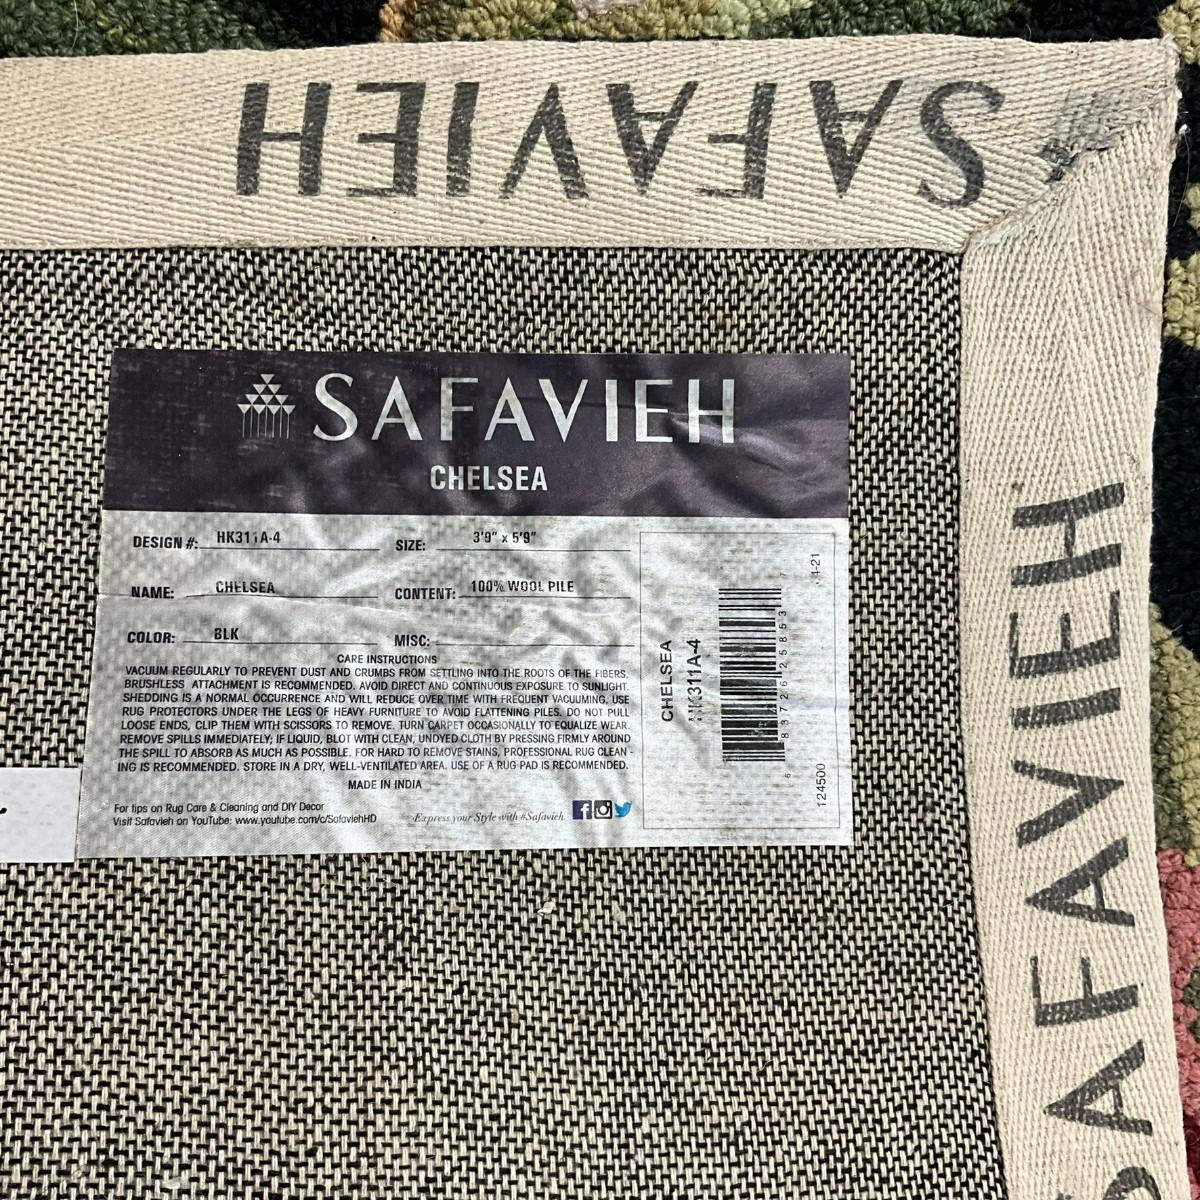 SAFAVIEH
SAFAVIEH
CHELSEA
DESIGN #: HK311A-4 SIZE: 3'9" x 5'9"
NAME: CHELSEA CONTENT: 100% WOOL PILE
COLOR: BLK MISC:
CARE INSTRUCTIONS
VACUUM REGULARLY TO PREVENT DUST AND CRUMBS FROM SETTLING INTO THE ROOTS OF THE FIBERS.
BRUSHLESS ATTACHMENT IS RECOMMENDED. AVOID DIRECT AND CONTINUOUS EXPOSURE TO SUNLIGHT.
SHEDDING IS A NORMAL OCCURRENCE AND WILL REDUCE OVER TIME WITH FREQUENT VACUUMING. USE
RUG PROTECTORS UNDER THE LEGS OF HEAVY FURNITURE TO AVOID FLATTENING PILES. DO NOT PULL
LOOSE ENDS, CLIP THEM WITH SCISSORS TO REMOVE. TURN CARPET OCCASIONALLY TO EQUALIZE WEAR.
REMOVE SPILLS IMMEDIATELY; IF LIQUID, BLOT WITH CLEAN, UNDYED CLOTH BY PRESSING FIRMLY AROUND
THE SPILL TO ABSORB AS MUCH AS POSSIBLE. FOR HARD TO REMOVE STAINS, PROFESSIONAL RUG CLEAN -
ING IS RECOMMENDED. STORE IN A DRY, WELL-VENTILATED AREA. USE OF A RUG PAD IS RECOMMENDED.
MADE IN INDIA
For tips on Rug Care & Cleaning and DIY Decor
Visit Safavieh on YouTube: www.youtube.com/c/SafaviehHD
Express your Style with #Safavieh
CHELSEA
HK311A-4
6 83726 25853 7
124500
SAFAVIEH